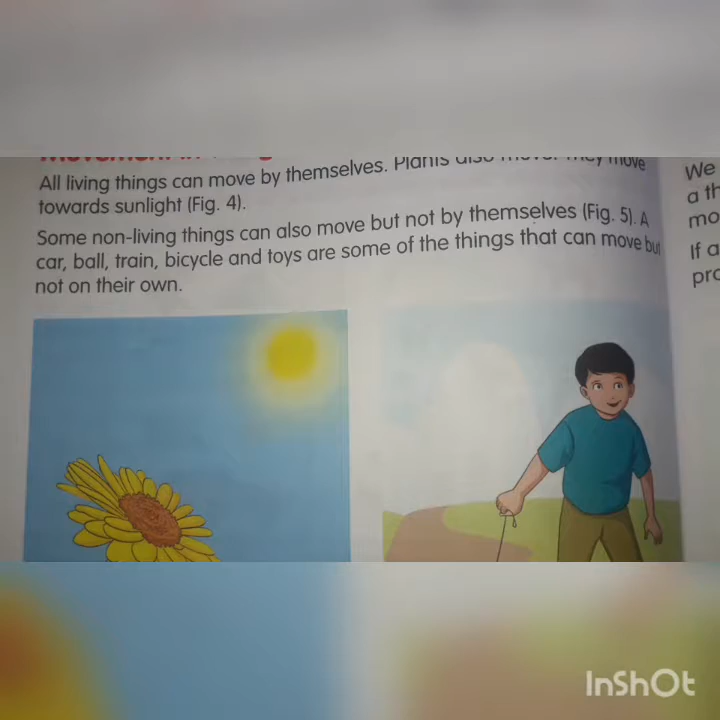 All living things can move by themselves. Plants also move. They move
towards sunlight (Fig. 4).
Some non-living things can also move but not by themselves (Fig. 5). A
car, ball, train, bicycle and toys are some of the things that can move but
not on their own.
We
a th
mo
If a
pro
InShOt